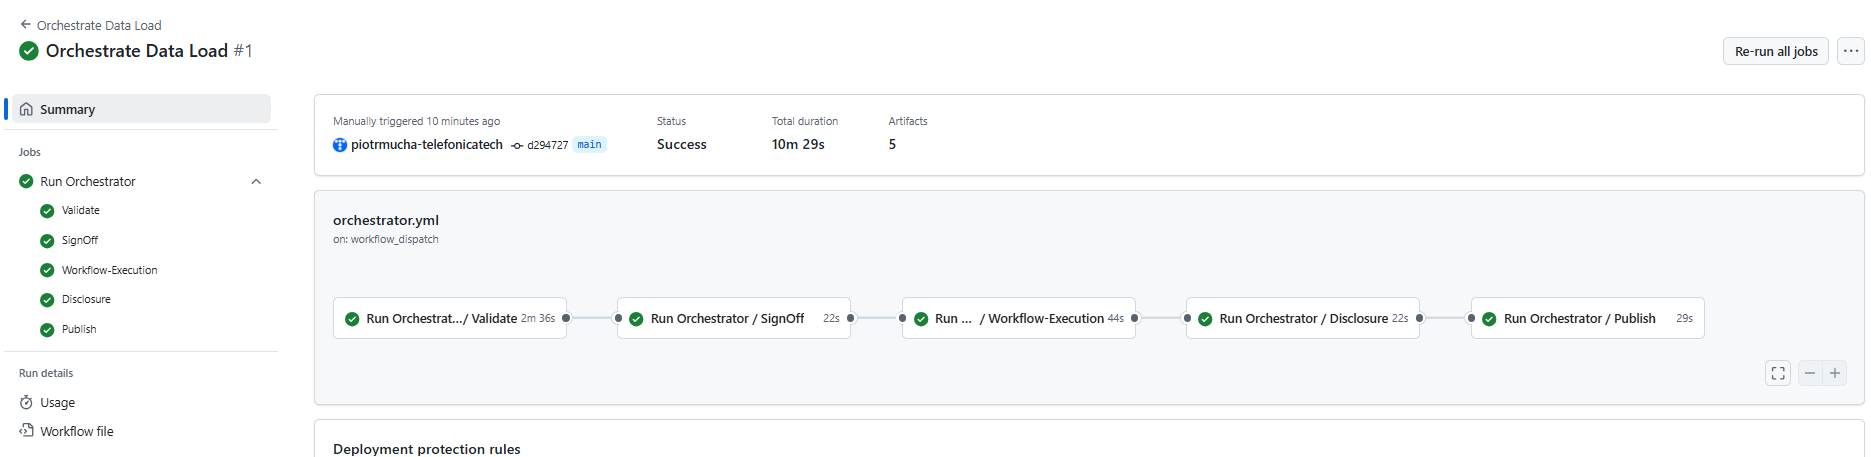 ← Orchestrate Data Load
Orchestrate Data Load #1
Re-run all jobs
Summary
Jobs
Run Orchestrator
Validate
SignOff
Workflow-Execution
Disclosure
Publish
Run details
Usage
Workflow file
Manually triggered 10 minutes ago
piotrmucha-telefonicatech d294727 main
Status
Success
Total duration
10m 29s
Artifacts
5
orchestrator.yml
on: workflow_dispatch
Run Orchestrat.../ Validate 2m 36s
Run Orchestrator / SignOff 22s
Run ... / Workflow-Execution 44s
Run Orchestrator / Disclosure 22s
Run Orchestrator / Publish 29s
Deployment protection rules